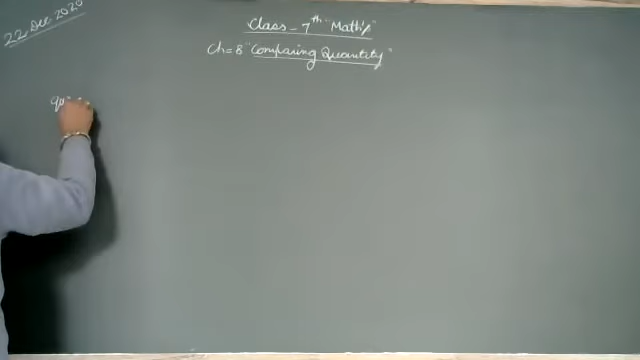 22 Dec 2020
Class - 7th "Maths"
Ch = 8 "Comparing Quantity"